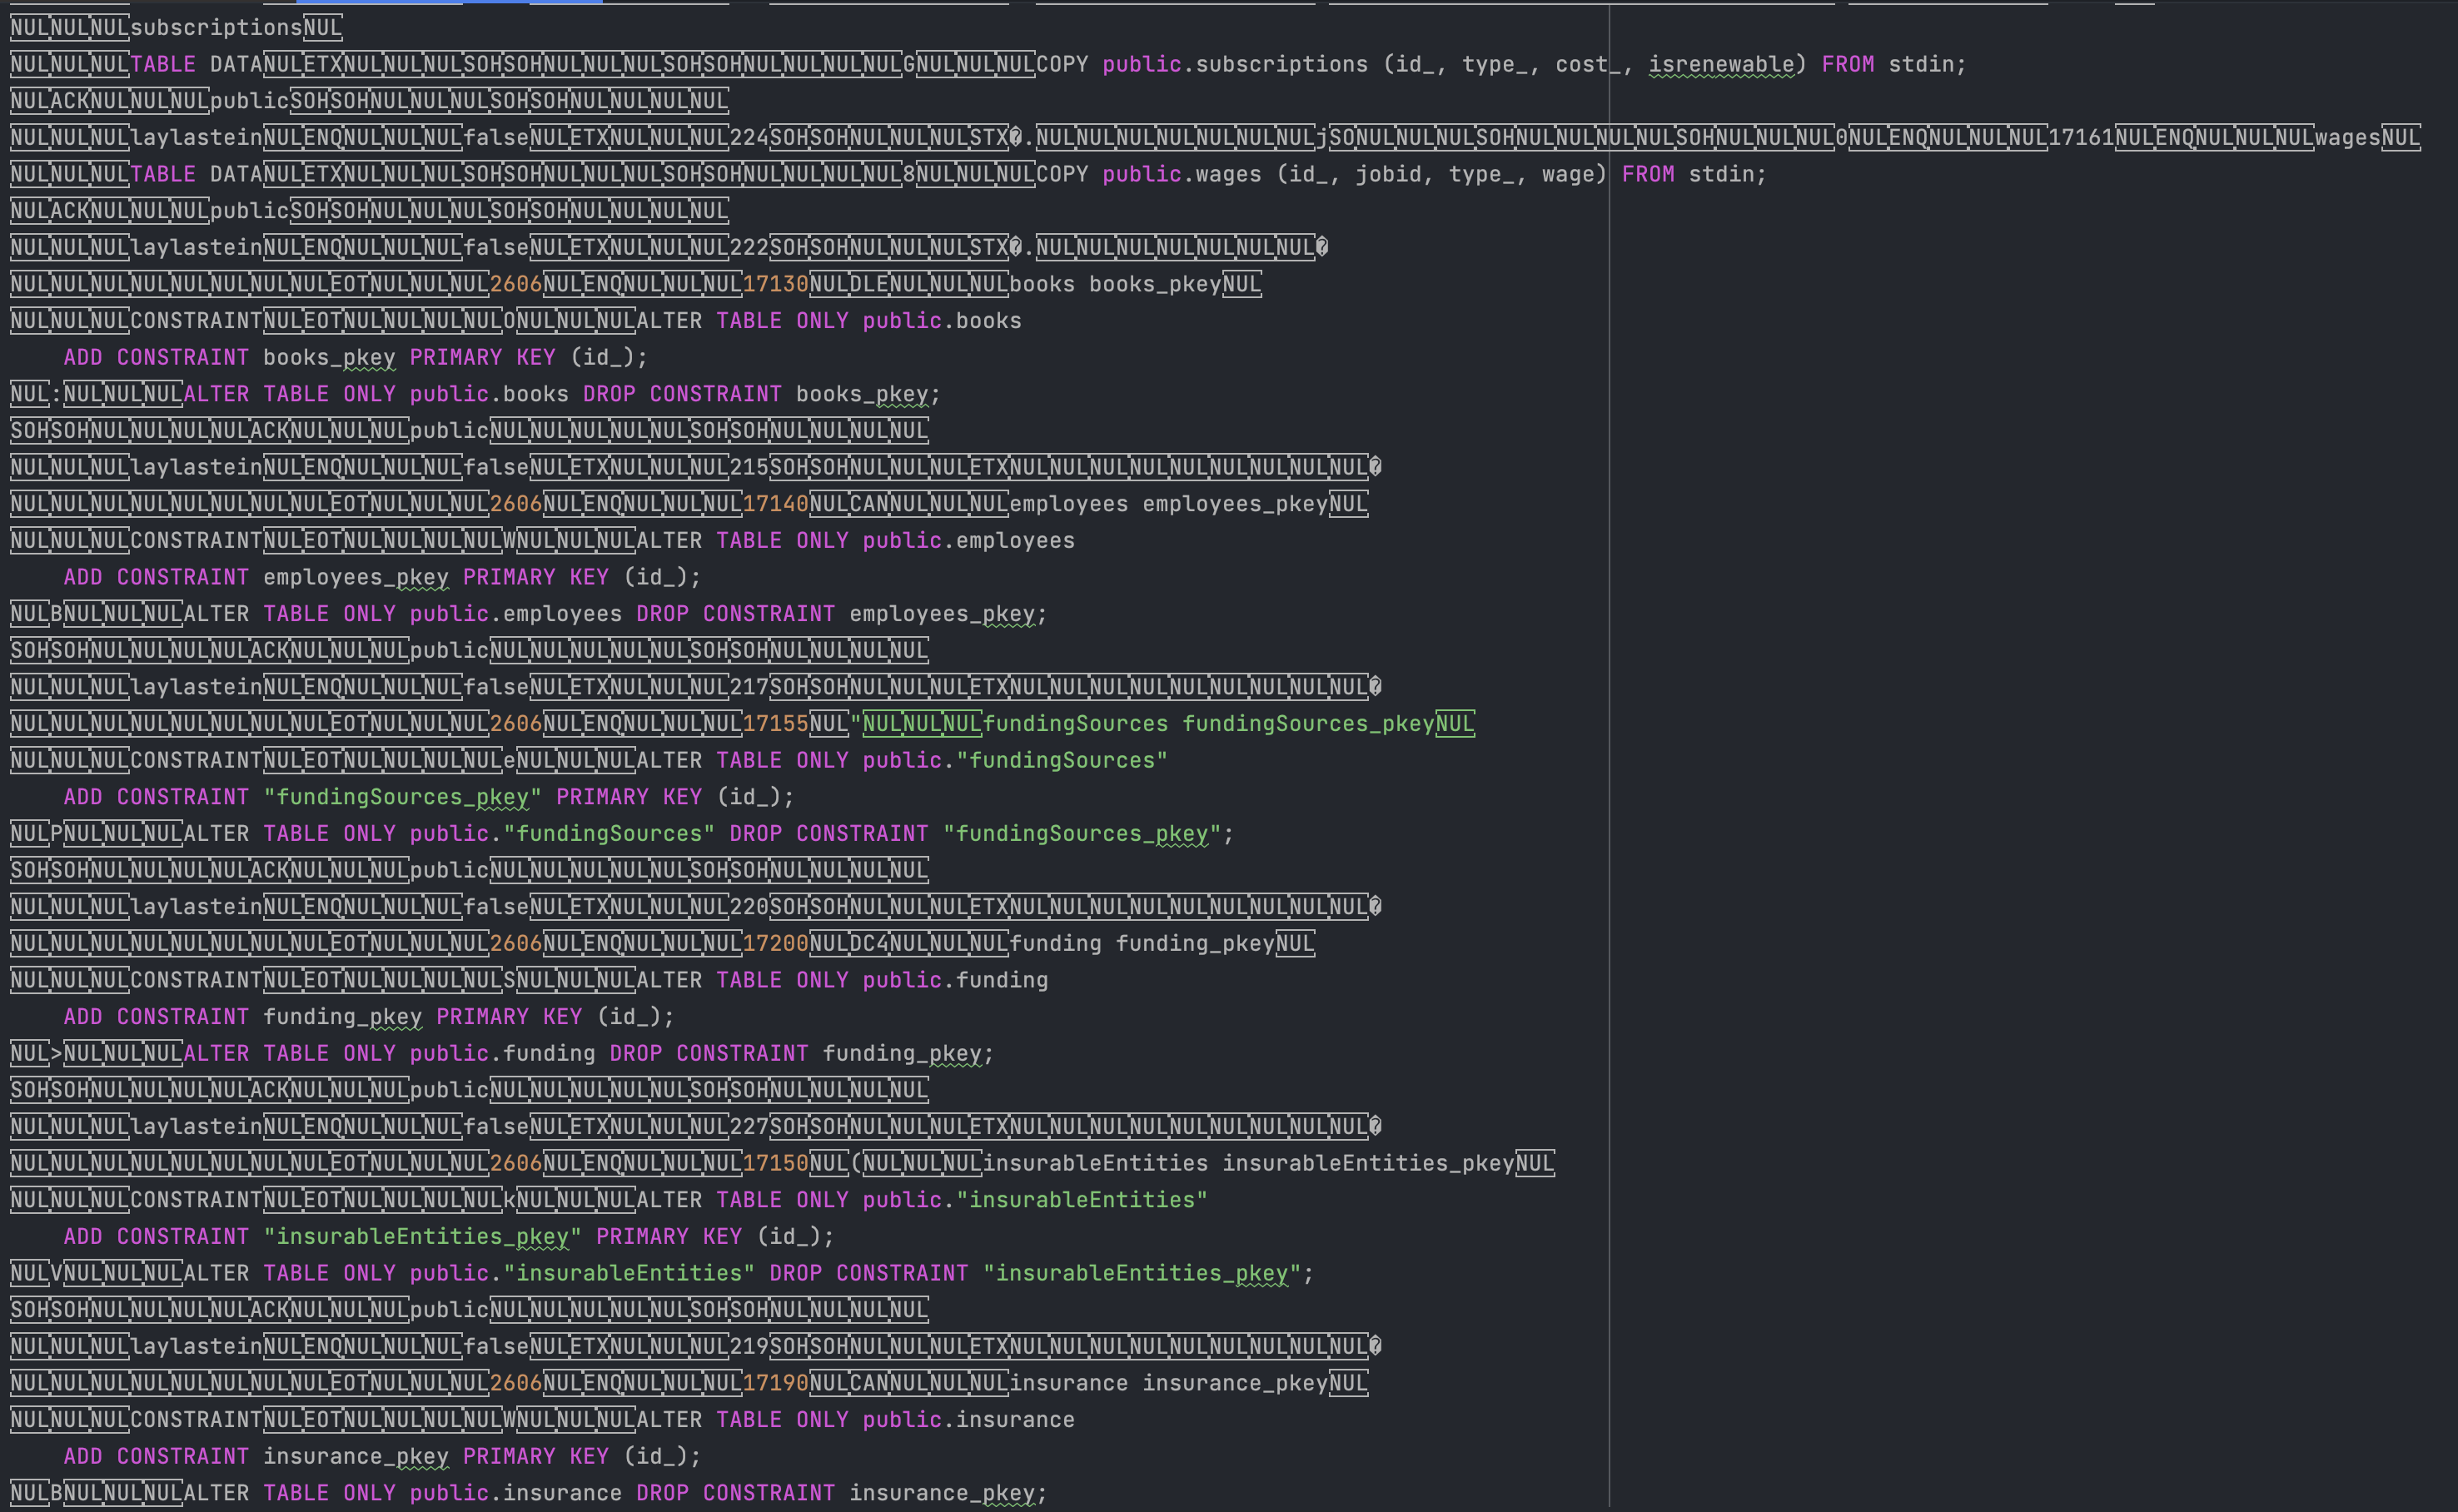 NULNULNULsubscriptionsNUL
NULNULNULTABLE DATANULETXNULNULNULSOHSOHNULNULNULSOHSOHNULNULNULNULGNULNULNULCOPY public.subscriptions (id_, type_, cost_, isrenewable) FROM stdin;
NULACKNULNULNULpublicSOHSOHNULNULNULSOHSOHNULNULNULNUL
NULNULNULlaylasteinNULENQNULNULNULfalseNULETXNULNULNUL224SOHSOHNULNULNULSTX�.NULNULNULNULNULNULNULjSONULNULNULSOHNULNULNULNULSOHNULNULNUL0NULENQNULNULNUL17161NULENQNULNULNULwagesNUL
NULNULNULTABLE DATANULETXNULNULNULSOHSOHNULNULNULSOHSOHNULNULNULNUL8NULNULNULCOPY public.wages (id_, jobid, type_, wage) FROM stdin;
NULACKNULNULNULpublicSOHSOHNULNULNULSOHSOHNULNULNULNUL
NULNULNULlaylasteinNULENQNULNULNULfalseNULETXNULNULNUL222SOHSOHNULNULNULSTX�.NULNULNULNULNULNULNUL�
NULNULNULNULNULNULNULNULEOTNULNULNUL2606NULENQNULNULNUL17130NULDLENULNULNULbooks books_pkeyNUL
NULNULNULCONSTRAINTNULEOTNULNULNULNULONULNULNULALTER TABLE ONLY public.books
ADD CONSTRAINT books_pkey PRIMARY KEY (id_);
NUL:NULNULNULALTER TABLE ONLY public.books DROP CONSTRAINT books_pkey;
SOHSOHNULNULNULNULACKNULNULNULpublicNULNULNULNULNULSOHSOHNULNULNULNUL
NULNULNULlaylasteinNULENQNULNULNULfalseNULETXNULNULNUL215SOHSOHNULNULNULETXNULNULNULNULNULNULNULNULNUL�
NULNULNULNULNULNULNULNULEOTNULNULNUL2606NULENQNULNULNUL17140NULCANNULNULNULemployees employees_pkeyNUL
NULNULNULCONSTRAINTNULEOTNULNULNULNULWNULNULNULALTER TABLE ONLY public.employees
ADD CONSTRAINT employees_pkey PRIMARY KEY (id_);
NULBNULNULNULALTER TABLE ONLY public.employees DROP CONSTRAINT employees_pkey;
SOHSOHNULNULNULNULACKNULNULNULpublicNULNULNULNULNULSOHSOHNULNULNULNUL
NULNULNULlaylasteinNULENQNULNULNULfalseNULETXNULNULNUL217SOHSOHNULNULNULETXNULNULNULNULNULNULNULNULNUL�
NULNULNULNULNULNULNULNULEOTNULNULNUL2606NULENQNULNULNUL17155NUL"NULNULNULfundingSources fundingSources_pkeyNUL
NULNULNULCONSTRAINTNULEOTNULNULNULNULeNULNULNULALTER TABLE ONLY public."fundingSources"
ADD CONSTRAINT "fundingSources_pkey" PRIMARY KEY (id_);
NULPNULNULNULALTER TABLE ONLY public."fundingSources" DROP CONSTRAINT "fundingSources_pkey";
SOHSOHNULNULNULNULACKNULNULNULpublicNULNULNULNULNULSOHSOHNULNULNULNUL
NULNULNULlaylasteinNULENQNULNULNULfalseNULETXNULNULNUL220SOHSOHNULNULNULETXNULNULNULNULNULNULNULNULNUL�
NULNULNULNULNULNULNULNULEOTNULNULNUL2606NULENQNULNULNUL17200NULDC4NULNULNULfunding funding_pkeyNUL
NULNULNULCONSTRAINTNULEOTNULNULNULNULSNULNULNULALTER TABLE ONLY public.funding
ADD CONSTRAINT funding_pkey PRIMARY KEY (id_);
NUL>NULNULNULALTER TABLE ONLY public.funding DROP CONSTRAINT funding_pkey;
SOHSOHNULNULNULNULACKNULNULNULpublicNULNULNULNULNULSOHSOHNULNULNULNUL
NULNULNULlaylasteinNULENQNULNULNULfalseNULETXNULNULNUL227SOHSOHNULNULNULETXNULNULNULNULNULNULNULNULNUL�
NULNULNULNULNULNULNULNULEOTNULNULNUL2606NULENQNULNULNUL17150NUL(NULNULNULinsurableEntities insurableEntities_pkeyNUL
NULNULNULCONSTRAINTNULEOTNULNULNULNULkNULNULNULALTER TABLE ONLY public."insurableEntities"
ADD CONSTRAINT "insurableEntities_pkey" PRIMARY KEY (id_);
NULVNULNULNULALTER TABLE ONLY public."insurableEntities" DROP CONSTRAINT "insurableEntities_pkey";
SOHSOHNULNULNULNULACKNULNULNULpublicNULNULNULNULNULSOHSOHNULNULNULNUL
NULNULNULlaylasteinNULENQNULNULNULfalseNULETXNULNULNUL219SOHSOHNULNULNULETXNULNULNULNULNULNULNULNULNUL�
NULNULNULNULNULNULNULNULEOTNULNULNUL2606NULENQNULNULNUL17190NULCANNULNULNULinsurance insurance_pkeyNUL
NULNULNULCONSTRAINTNULEOTNULNULNULNULWNULNULNULALTER TABLE ONLY public.insurance
ADD CONSTRAINT insurance_pkey PRIMARY KEY (id_);
NULBNULNULNULALTER TABLE ONLY public.insurance DROP CONSTRAINT insurance_pkey;